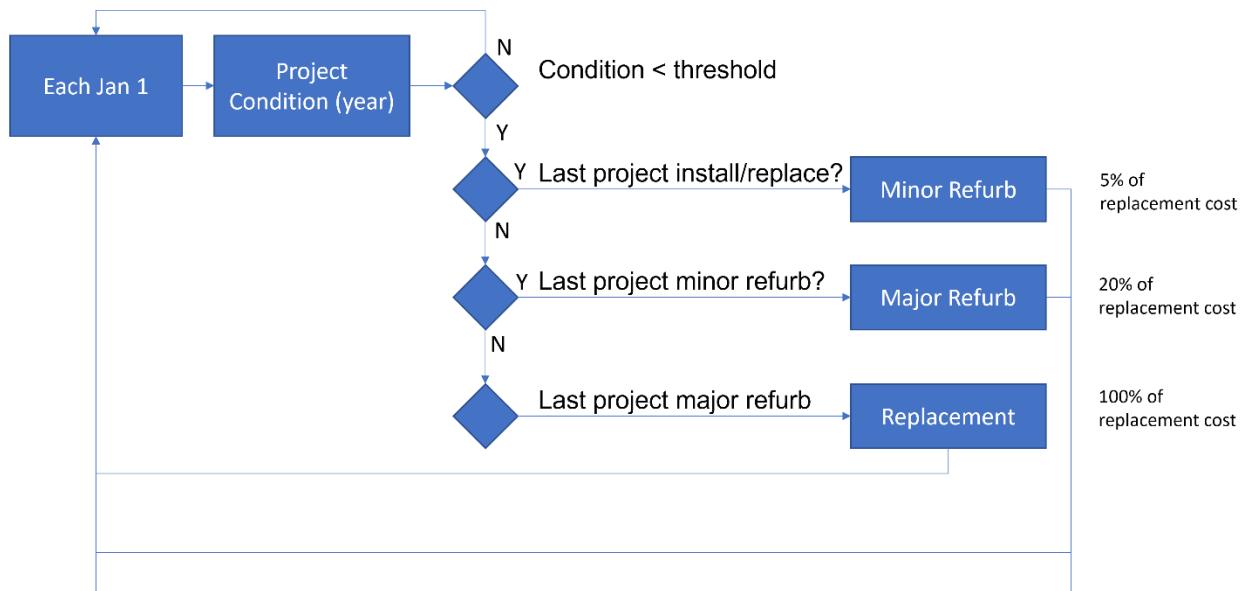 N
Each Jan 1
Project
Condition (year)
Condition < threshold
Y
Y
Last project install/replace?
Minor Refurb
5% of
replacement cost
N
Y
Last project minor refurb?
Major Refurb
20% of
replacement cost
N
Last project major refurb
Replacement
100% of
replacement cost